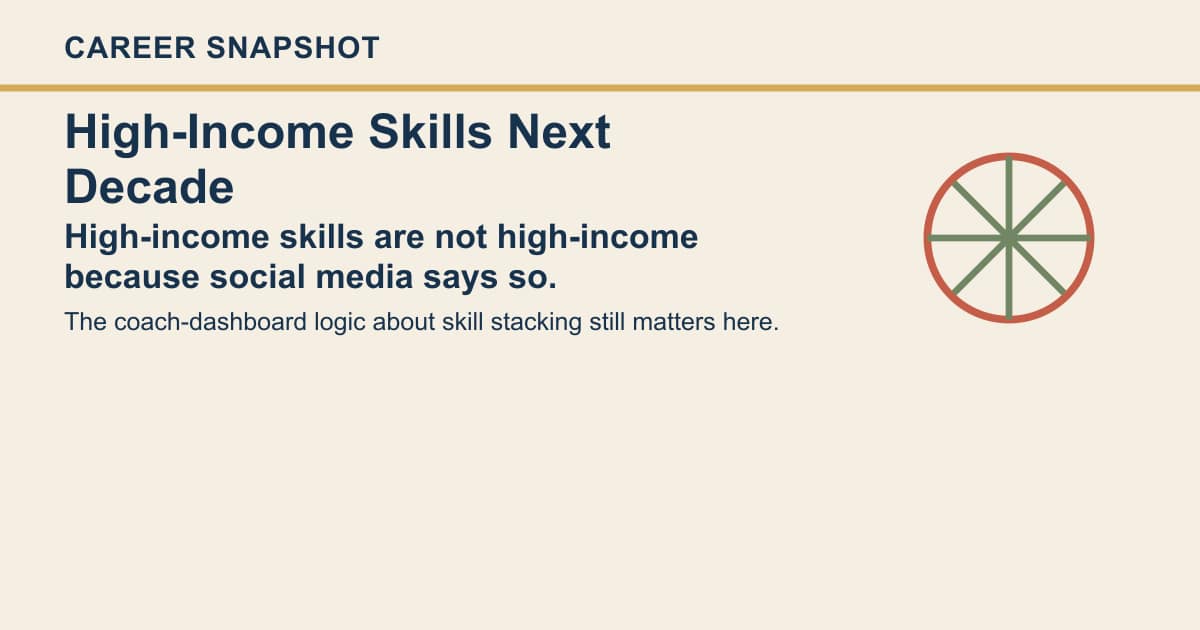 CAREER SNAPSHOT
High-Income Skills Next
Decade
High-income skills are not high-income
because social media says so.
The coach-dashboard logic about skill stacking still matters here.